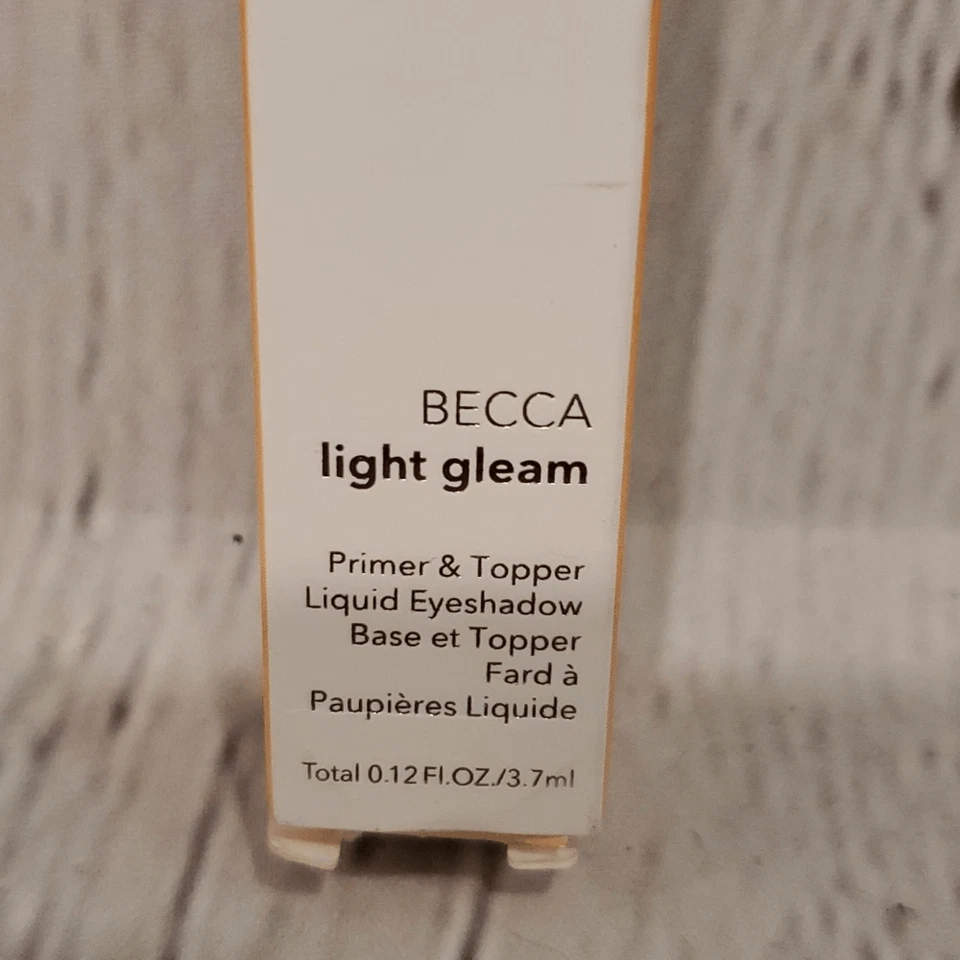 BECCA
light gleam
Primer & Topper
Liquid Eyeshadow
Base et Topper
Fard à
Paupières Liquide
Total 0.12 FI.OZ./3.7ml